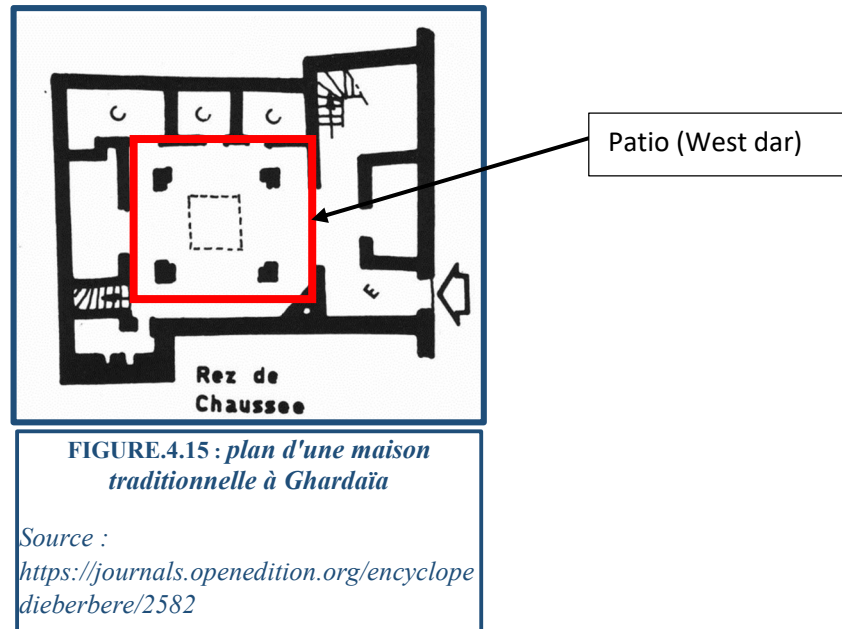 C C C
Patio (West dar)
E
Rez de
Chaussee
FIGURE.4.15 : plan d'une maison
traditionnelle à Ghardaïa
Source :
https://journals.openedition.org/encyclope
dieberbere/2582